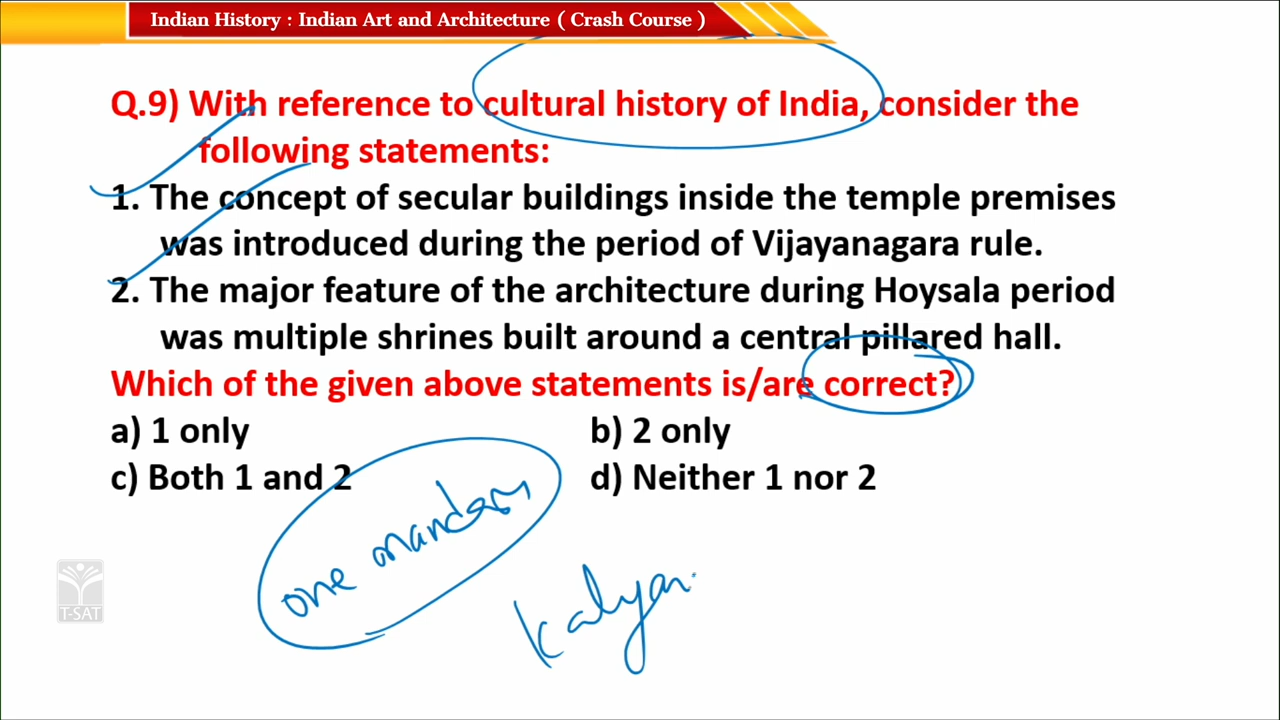 Indian History : Indian Art and Architecture ( Crash Course )
Q.9) With reference to cultural history of India, consider the
following statements:
1. The concept of secular buildings inside the temple premises
was introduced during the period of Vijayanagara rule.
2. The major feature of the architecture during Hoysala period
was multiple shrines built around a central pillared hall.
Which of the given above statements is/are correct?
a) 1 only b) 2 only
c) Both 1 and 2 d) Neither 1 nor 2
one mandam
Kalyan
T-SAT